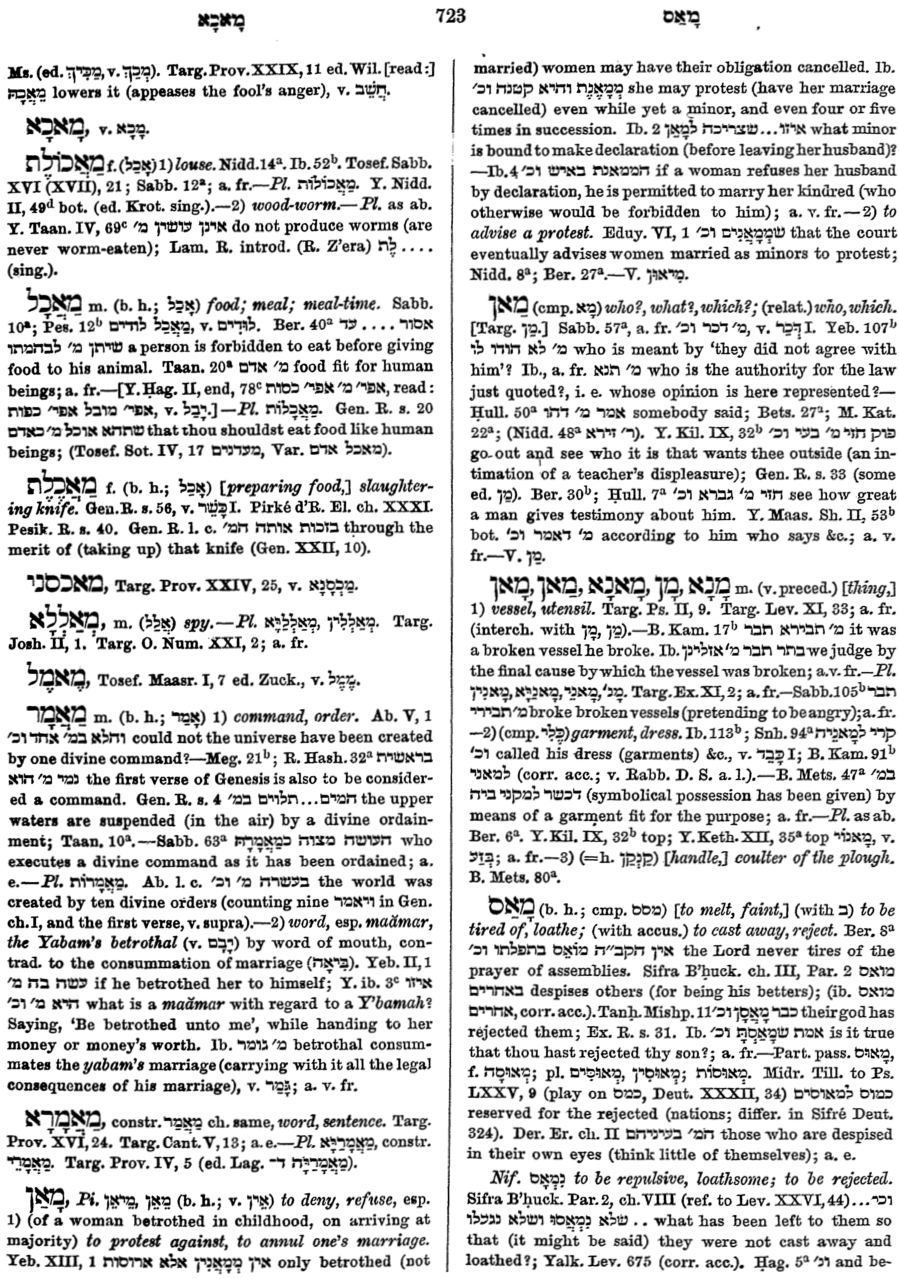 מָאכָא
723
מָאַס
Ms. (ed. מַכִּיךְ, v. מְכַךְ). Targ. Prov. XXIX, 11 ed. Wil. [read:]
מַאֲכָהּ lowers it (appeases the fool's anger), v. חֲשֵׁב.
מָאכָא, v. מָכָא.
מַאֲכוֹלֶת f. (אָכַל) 1) louse. Nidd. 14ᵃ. Ib. 52ᵇ. Tosef. Sabb.
XVI (XVII), 21; Sabb. 12ᵃ; a. fr.—Pl. מַאֲכוֹלוֹת. Y. Nidd.
II, 49ᵈ bot. (ed. Krot. sing.).—2) wood-worm.—Pl. as ab.
Y. Taan. IV, 69ᶜ אינן עושין מ׳ do not produce worms (are
never worm-eaten); Lam. R. introd. (R. Z'era) לֶת ....
(sing.).
מַאֲכָל m. (b. h.; אָכַל) food; meal; meal-time. Sabb.
10ᵃ; Pes. 12ᵇ מַאֲכַל לודים, v. לוּדִים. Ber. 40ᵃ אסור .... עד
שיתן מ׳ לבהמתו a person is forbidden to eat before giving
food to his animal. Taan. 20ᵃ מ׳ אדם food fit for human
beings; a. fr.—[Y. Hag. II, end, 78ᶜ אפי׳ מ׳ אפי׳ כסות, read:
אפי׳ מובל אפי׳ כפות, v. יָבַל.]—Pl. מַאֲכָלוֹת. Gen. R. s. 20
שתהא אוכל מ׳ כאדם that thou shouldst eat food like human
beings; (Tosef. Sot. IV, 17 מעדנים, Var. מאכל אדם).
מַאֲכֶלֶת f. (b. h.; אָכַל) [preparing food,] slaughter-
ing knife. Gen. R. s. 56, v. כָּשֵׁר I. Pirké d'R. El. ch. XXXI.
Pesik. R. s. 40. Gen. R. l. c. בזכות אותה המ׳ through the
merit of (taking up) that knife (Gen. XXII, 10).
מאכסני, Targ. Prov. XXIV, 25, v. מַכְסָנָא.
מַאֲלְלָא, m. (אֲלַל) spy.—Pl. מְאַלְּלִין, מְאַלְּלַיָּא. Targ.
Josh. II, 1. Targ. O. Num. XXI, 2; a. fr.
מֶאמֶל, Tosef. Maasr. I, 7 ed. Zuck., v. מֶמֶל.
מַאֲמָר m. (b. h.; אָמַר) 1) command, order. Ab. V, 1
והלא במ׳ אחד וכ׳ could not the universe have been created
by one divine command?—Meg. 21ᵇ; R. Hash. 32ᵃ בראשית
נמי מ׳ הוא the first verse of Genesis is also to be consider-
ed a command. Gen. R. s. 4 המים...תלוים במ׳ the upper
waters are suspended (in the air) by a divine ordain-
ment; Taan. 10ᵃ.—Sabb. 63ᵃ העושה מצוה כמַאֲמָרָהּ who
executes a divine command as it has been ordained; a.
e.—Pl. מַאֲמָרוֹת. Ab. l. c. בעשרה מ׳ וכ׳ the world was
created by ten divine orders (counting nine ויאמר in Gen.
ch. I, and the first verse, v. supra).—2) word, esp. maămar,
the Yabam's betrothal (v. יָבָם) by word of mouth, con-
trad. to the consummation of marriage (בִּיאָה). Yeb. II, 1
עשה בה מ׳ if he betrothed her to himself; Y. ib. 3ᶜ איזו
היא מ׳ וכ׳ what is a maămar with regard to a Y'bamah?
Saying, 'Be betrothed unto me', while handing to her
money or money's worth. Ib. מ׳ גומר betrothal consum-
mates the yabam's marriage (carrying with it all the legal
consequences of his marriage), v. גָּמַר; a. v. fr.
מַאֲמְרָא, constr. מַאֲמַר ch. same, word, sentence. Targ.
Prov. XVI, 24. Targ. Cant. V, 13; a. e.—Pl. מַאֲמְרַיָּא, constr.
מַאֲמְרֵי. Targ. Prov. IV, 5 (ed. Lag. מַאֲמְרַיָּה ד־).
מָאֵן, Pi. מֵאֵן, מֵיאֵן (b. h.; v. אַיִן) to deny, refuse, esp.
1) (of a woman betrothed in childhood, on arriving at
majority) to protest against, to annul one's marriage.
Yeb. XIII, 1 אין מְמָאֲנִין אלא ארוסות only betrothed (not
married) women may have their obligation cancelled. Ib.
מְמָאֶנֶת והיא קטנה וכ׳ she may protest (have her marriage
cancelled) even while yet a minor, and even four or five
times in succession. Ib. 2 איזו...שצריכה לְמָאֵן what minor
is bound to make declaration (before leaving her husband)?
—Ib. 4 הממאנת באיש וכ׳ if a woman refuses her husband
by declaration, he is permitted to marry her kindred (who
otherwise would be forbidden to him); a. v. fr.—2) to
advise a protest. Eduy. VI, 1 שֶׁמְּמָאֲנִים וכ׳ that the court
eventually advises women married as minors to protest;
Nidd. 8ᵃ; Ber. 27ᵃ.—V. מִיאוּן.
מַאן (cmp. מָא) who?, what?, which?; (relat.) who, which.
[Targ. מָן.] Sabb. 57ᵃ, a. fr. מ׳ דכר וכ׳, v. דְּכַר I. Yeb. 107ᵇ
מ׳ לא הודו לו who is meant by 'they did not agree with
him'? Ib., a. fr. מ׳ תנא who is the authority for the law
just quoted?, i. e. whose opinion is here represented?—
Hull. 50ᵃ אמר מ׳ דהו somebody said; Bets. 27ᵃ; M. Kat.
22ᵃ; (Nidd. 48ᵃ ר׳ זירא). Y. Kil. IX, 32ᵇ פוק חזי מ׳ בעי וכ׳
go out and see who it is that wants thee outside (an in-
timation of a teacher's displeasure); Gen. R. s. 33 (some
ed. מָן). Ber. 30ᵇ; Ḥull. 7ᵃ חזי מ׳ גברא וכ׳ see how great
a man gives testimony about him. Y. Maas. Sh. II, 53ᵇ
bot. מ׳ דאמר וכ׳ according to him who says &c.; a. v.
fr.—V. מָן.
מָאן, מַאן, מָאנָא, מָן, מָנָא m. (v. preced.) [thing,]
1) vessel, utensil. Targ. Ps. II, 9. Targ. Lev. XI, 33; a. fr.
(interch. with מָן, מָן).—B. Kam. 17ᵇ מ׳ תבירא תבר it was
a broken vessel he broke. Ib. בתר תבר מ׳ אזלינן we judge by
the final cause by which the vessel was broken; a. v. fr.—Pl.
מָאנִין, מָאנַיָּא, מָאנֵי, מָנ׳. Targ. Ex. XI, 2; a. fr.—Sabb. 105ᵇ תבר
מ׳ תבירי broke broken vessels (pretending to be angry); a. fr.
—2) (cmp. כְּלִי) garment, dress. Ib. 113ᵇ; Snh. 94ᵃ קרי למָאנֵיהּ
וכ׳ called his dress (garments) &c., v. כָּבַד I; B. Kam. 91ᵇ
למאני (corr. acc.; v. Rabb. D. S. a. l.).—B. Mets. 47ᵃ במ׳
דכשר למקני ביה (symbolical possession has been given) by
means of a garment fit for the purpose; a. fr.—Pl. as ab.
Ber. 6ᵃ. Y. Kil. IX, 32ᵇ top; Y. Keth. XII, 35ᵃ top מָאנוֹי, v.
בְּזַע; a. fr.—3) (=h. קַנְקַן) [handle,] coulter of the plough.
B. Mets. 80ᵃ.
מָאַס (b. h.; cmp. מסס) [to melt, faint,] (with ב) to be
tired of, loathe; (with accus.) to cast away, reject. Ber. 8ᵃ
אין הקב״ה מוֹאֵס בתפלתו וכ׳ the Lord never tires of the
prayer of assemblies. Sifra B'ḥuck. ch. III, Par. 2 מואס
באחרים despises others (for being his betters); (ib. מואס
אחרים, corr. acc.). Tanḥ. Mishp. 11 כבר מְאָסָן וכ׳ their god has
rejected them; Ex. R. s. 31. Ib. אמת שמָאַסְתָּ וכ׳ is it true
that thou hast rejected thy son?; a. fr.—Part. pass. מָאוּס,
f. מְאוּסָה; pl. מְאוּסִים, מְאוּסִין; מְאוּסוֹת. Midr. Till. to Ps.
LXXV, 9 (play on כמס, Deut. XXXII, 34) כמוס למאוסים
reserved for the rejected (nations; differ. in Sifré Deut.
324). Der. Er. ch. II המ׳ בעיניהם those who are despised
in their own eyes (think little of themselves); a. e.
Nif. נִמְאָס to be repulsive, loathsome; to be rejected.
Sifra B'huck. Par. 2, ch. VIII (ref. to Lev. XXVI, 44) וכי...
שלא נִמְאֲסוּ ושלא נגעלו .. what has been left to them so
that (it might be said) they were not cast away and
loathed?; Yalk. Lev. 675 (corr. acc.). Ḥag. 5ᵃ וכ׳ and be-